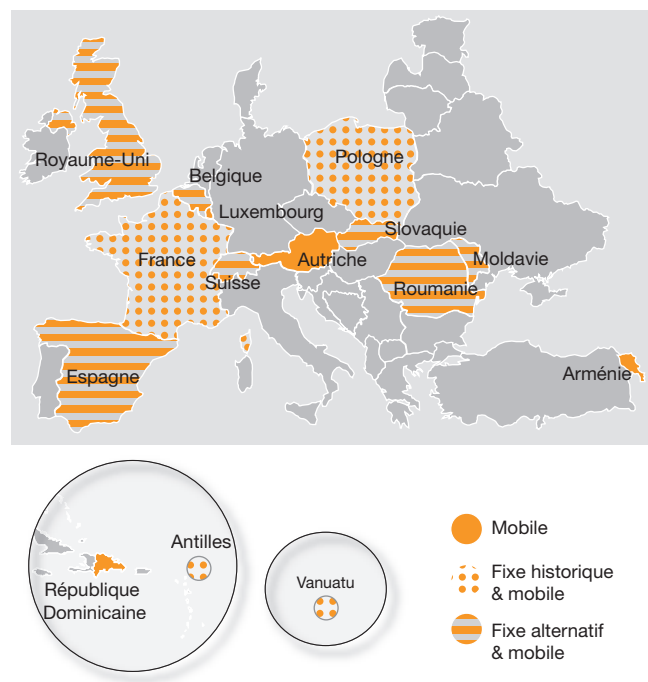 Royaume-Uni
Pologne
Belgique
Luxembourg
Slovaquie
France
Autriche
Moldavie
Suisse
Roumanie
Espagne
Arménie
Antilles
République
Dominicaine
Vanuatu
Mobile
Fixe historique
& mobile
Fixe alternatif
& mobile